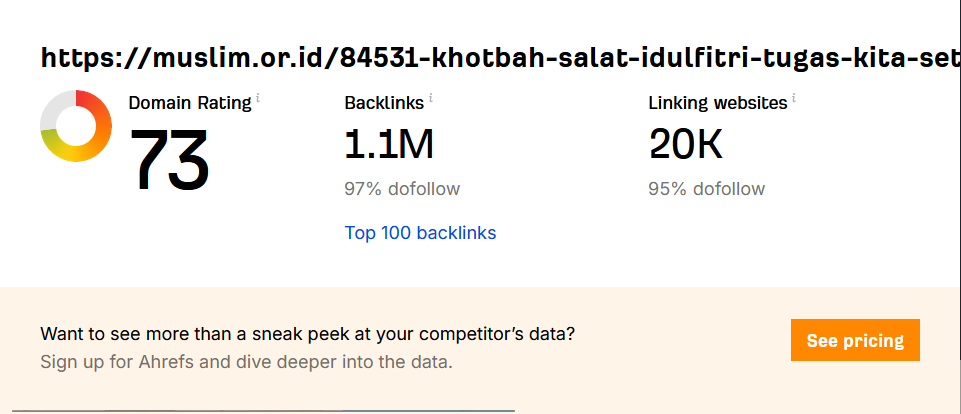 https://muslim.or.id/84531-khotbah-salat-idulfitri-tugas-kita-set
Domain Rating i
73
Backlinks i
1.1M
97% dofollow
Top 100 backlinks
Linking websites i
20K
95% dofollow
Want to see more than a sneak peek at your competitor’s data?
Sign up for Ahrefs and dive deeper into the data.
See pricing